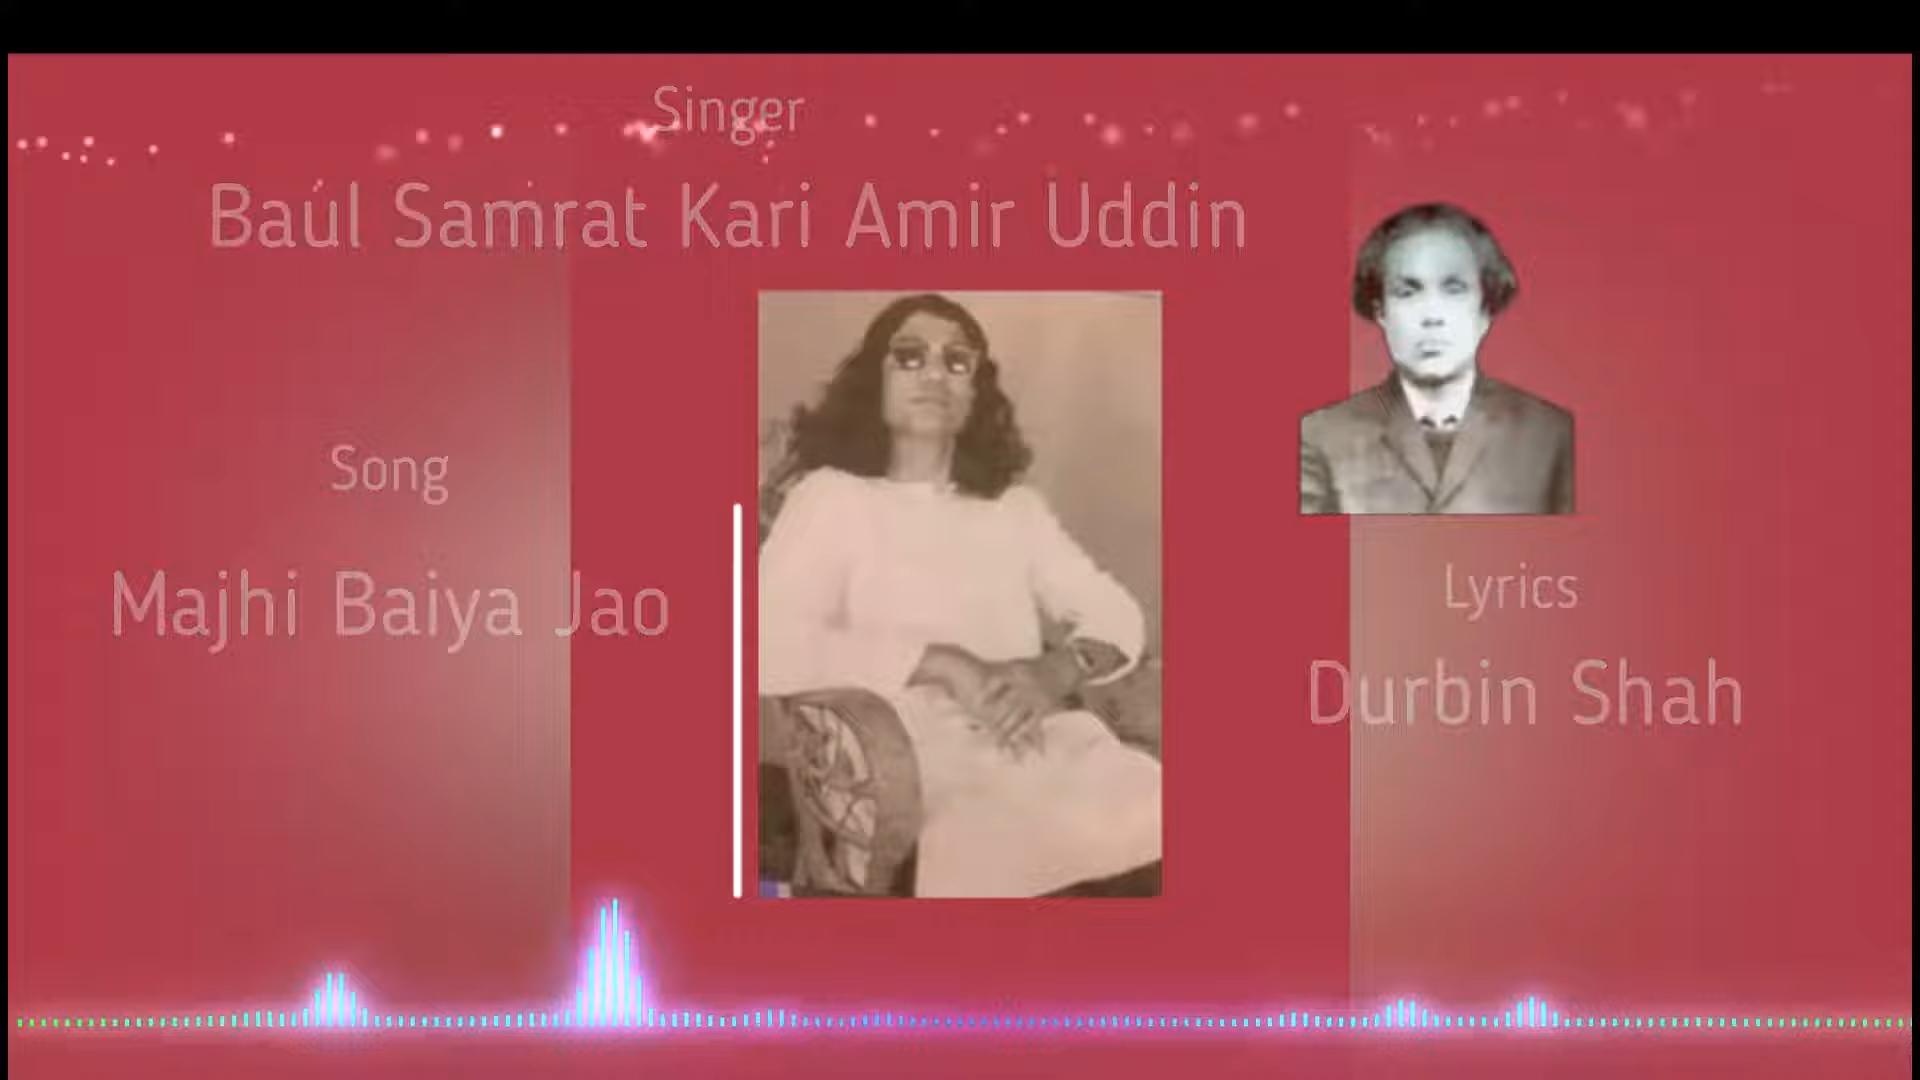 Singer
Baul Samrat Kari Amir Uddin
Song
Majhi Baiya Jao
Lyrics
Durbin Shah